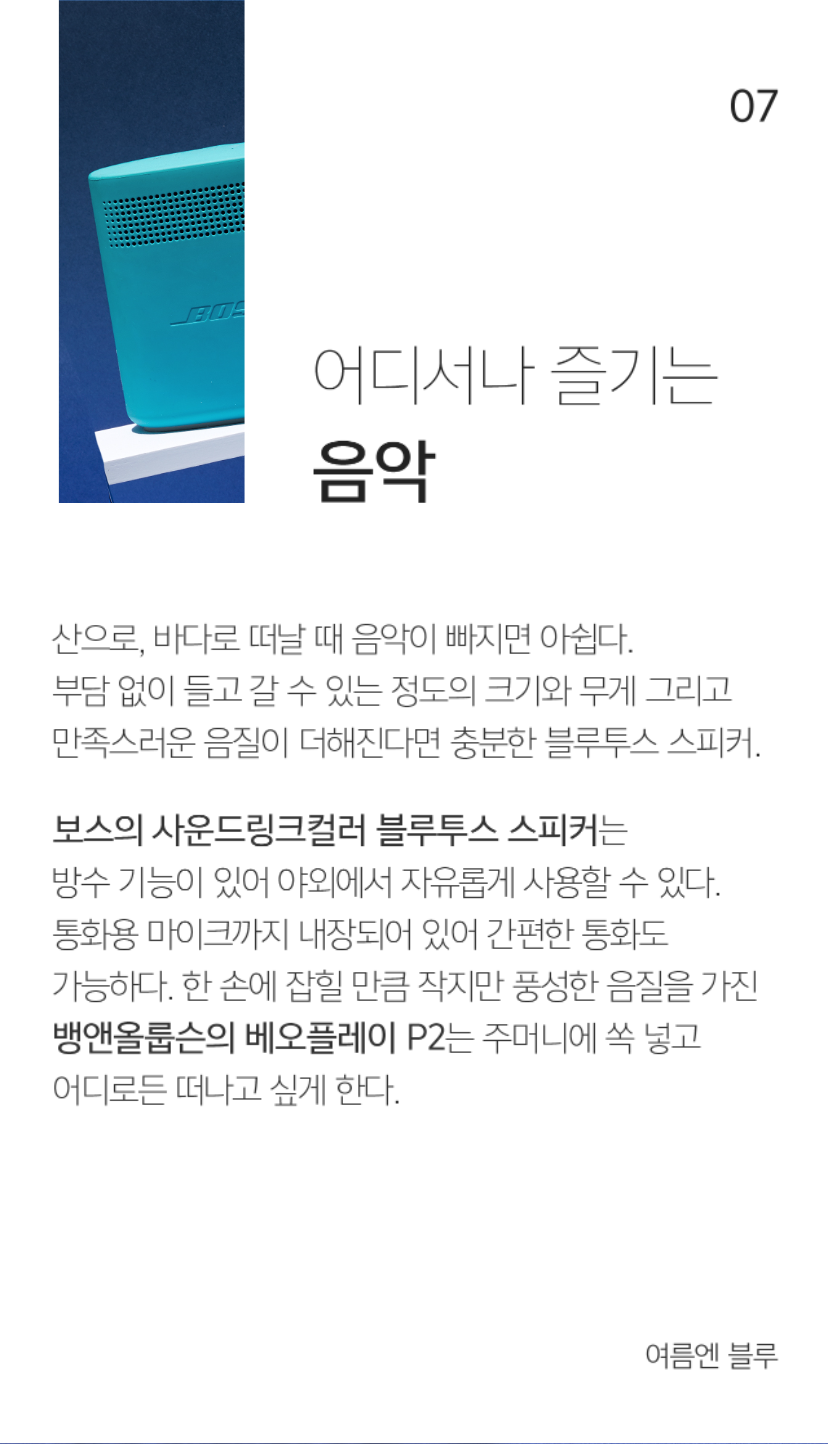 07
BOS
어디서나 즐기는
음악
산으로, 바다로 떠날 때 음악이 빠지면 아쉽다.
부담 없이 들고 갈 수 있는 정도의 크기와 무게 그리고
만족스러운 음질이 더해진다면 충분한 블루투스 스피커.
보스의 사운드링크컬러 블루투스 스피커는
방수 기능이 있어 야외에서 자유롭게 사용할 수 있다.
통화용 마이크까지 내장되어 있어 간편한 통화도
가능하다. 한 손에 잡힐 만큼 작지만 풍성한 음질을 가진
뱅앤올룹슨의 베오플레이 P2는 주머니에 쏙 넣고
어디로든 떠나고 싶게 한다.
여름엔 블루